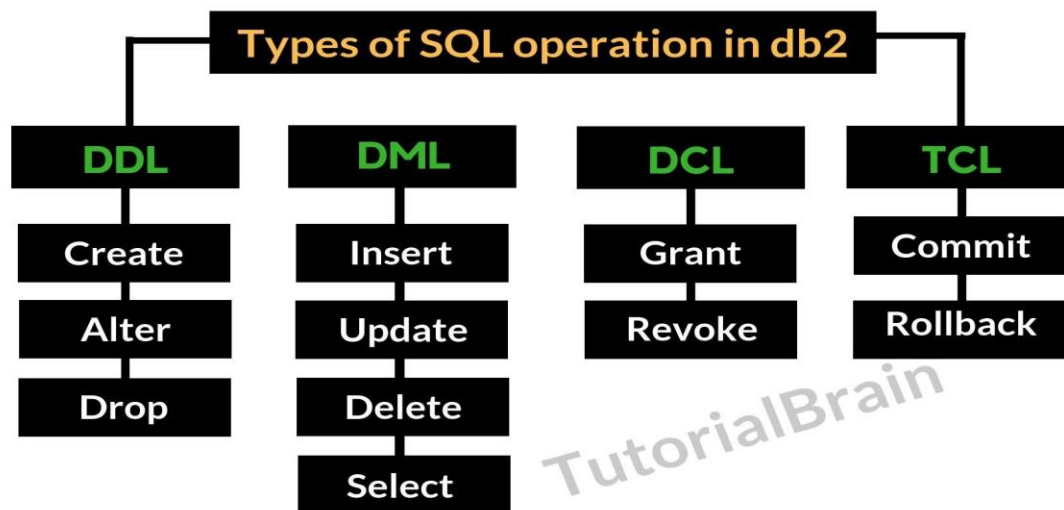 Types of SQL operation in db2
DDL
Create
Alter
Drop
DML
Insert
Update
Delete
Select
DCL
Grant
Revoke
TCL
Commit
Rollback
TutorialBrain